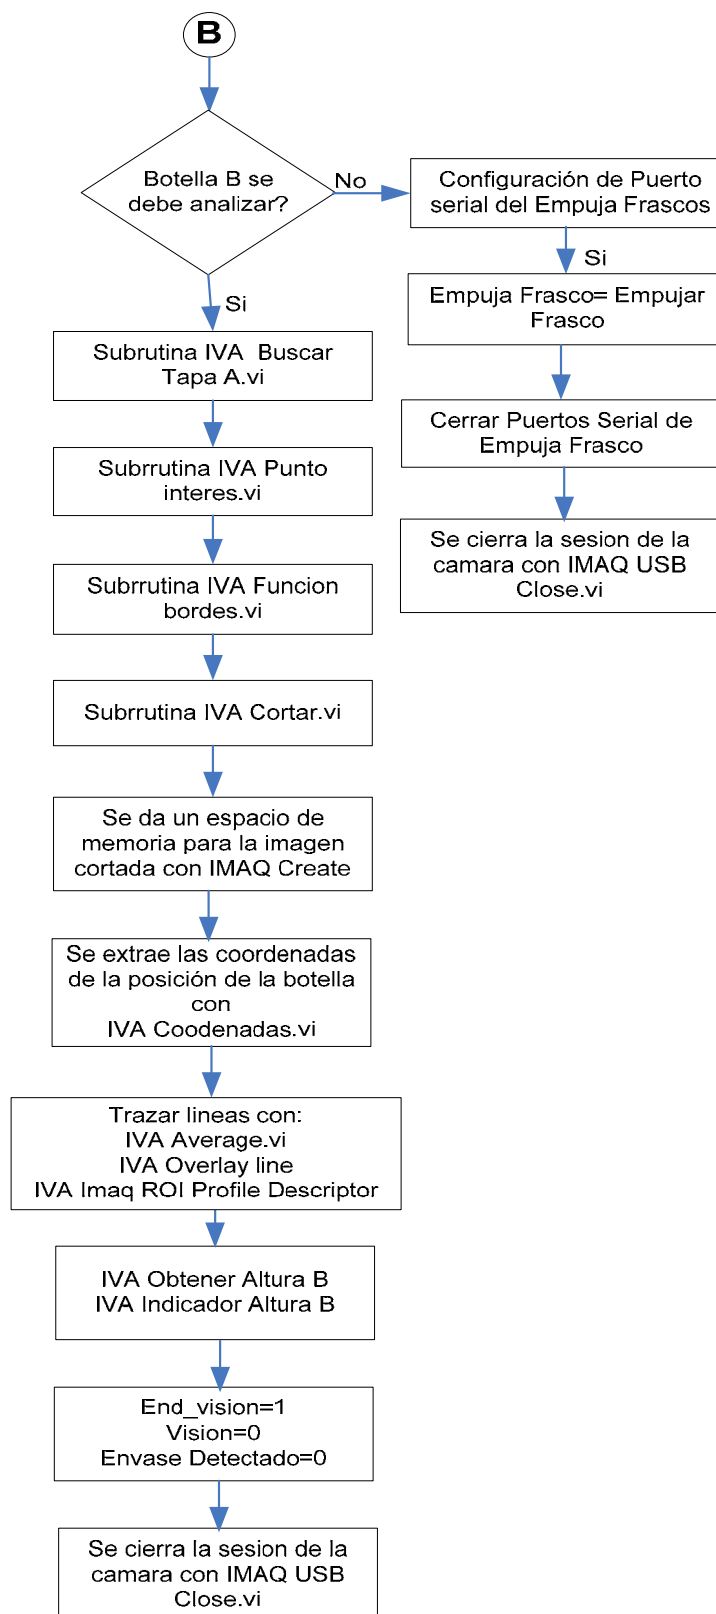 B
Botella B se
debe analizar?
No
Configuración de Puerto
serial del Empuja Frascos
Si
Empuja Frasco= Empujar
Frasco
Cerrar Puertos Serial de
Empuja Frasco
Se cierra la sesion de la
camara con IMAQ USB
Close.vi
Si
Subrutina IVA  Buscar
Tapa A.vi
Subrrutina IVA Punto
interes.vi
Subrrutina IVA Funcion
bordes.vi
Subrrutina IVA Cortar.vi
Se da un espacio de
memoria para la imagen
cortada con IMAQ Create
Se extrae las coordenadas
de la posición de la botella
con
IVA Coodenadas.vi
Trazar lineas con:
IVA Average.vi
IVA Overlay line
IVA Imaq ROI Profile Descriptor
IVA Obtener Altura B
IVA Indicador Altura B
End_vision=1
Vision=0
Envase Detectado=0
Se cierra la sesion de la
camara con IMAQ USB
Close.vi